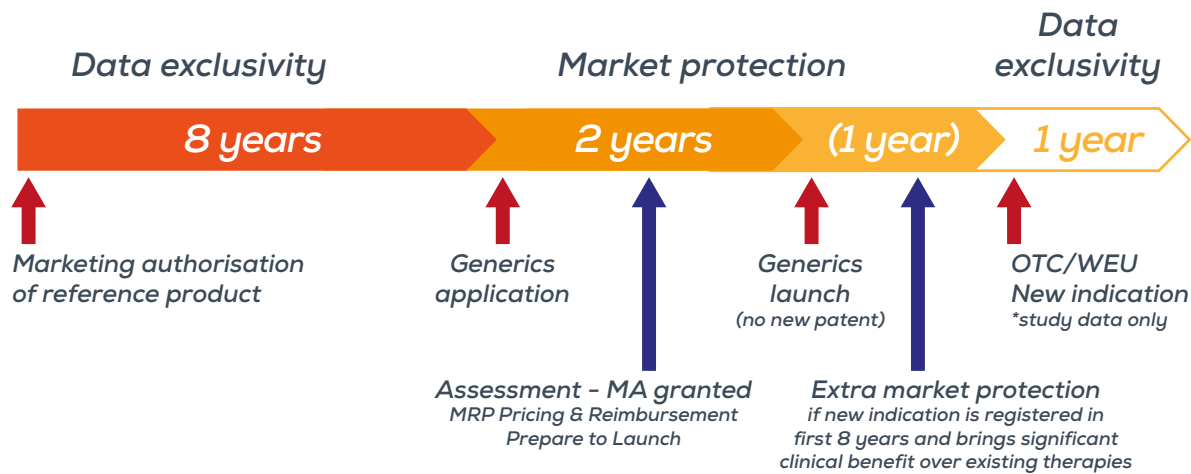 Data exclusivity
Market protection
Data
exclusivity
8 years
2 years
(1 year)
1 year
Marketing authorisation
of reference product
Generics
application
Generics
launch
(no new patent)
OTC/WEU
New indication
*study data only
Assessment - MA granted
MRP Pricing & Reimbursement
Prepare to Launch
Extra market protection
if new indication is registered in
first 8 years and brings significant
clinical benefit over existing therapies